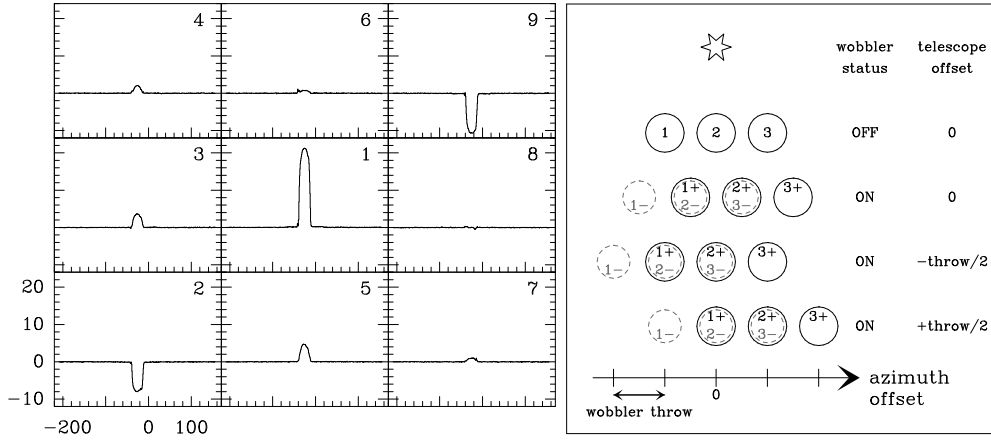 4 6 9
3 1 8
2 5 7
20
10
0
−10
−200 0 100
wobbler telescope
status offset
1 2 3 OFF 0
1+ 2+ 3+
1− 2− 3− ON 0
1+ 2+ 3+
1− 2− 3− ON −throw/2
1+ 2+ 3+
1− 2− 3− ON +throw/2
azimuth
offset
0
wobbler throw